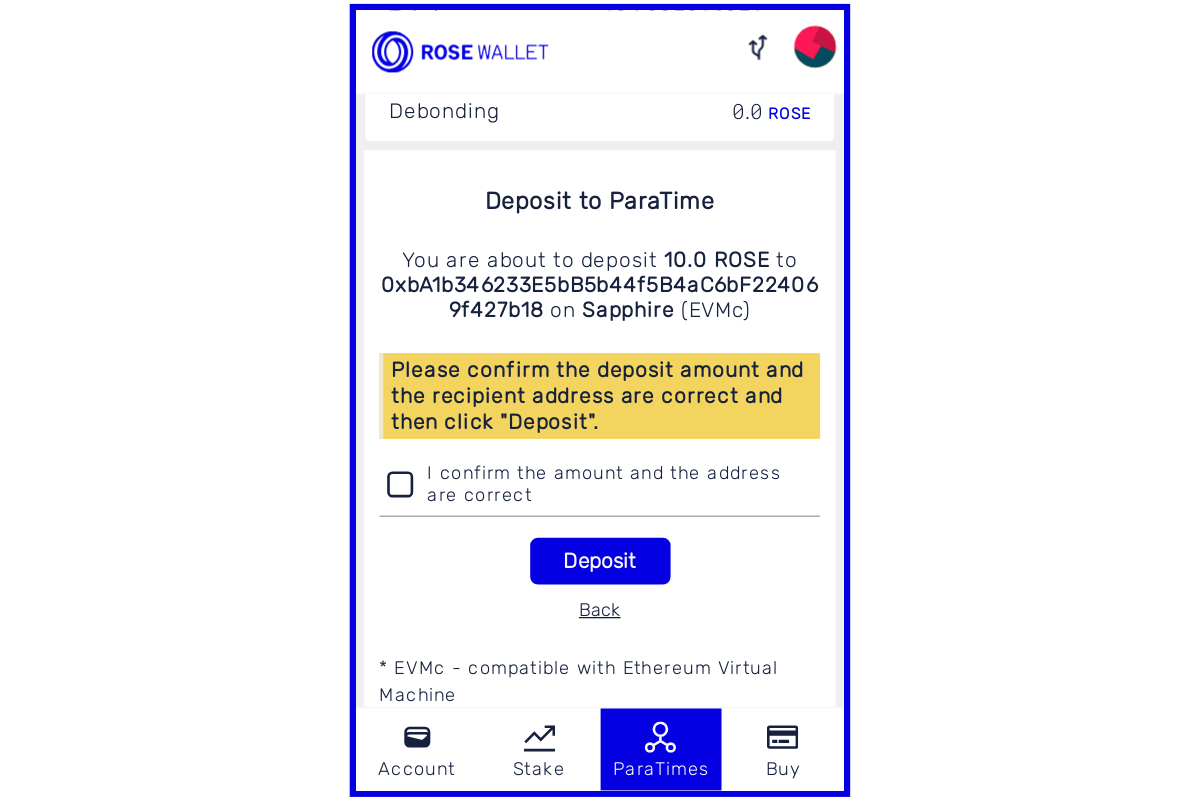 ROSE WALLET
Debonding 0.0 ROSE
Deposit to ParaTime
You are about to deposit 10.0 ROSE to
0xbA1b346233E5bB5b44f5B4aC6bF22406
9f427b18 on Sapphire (EVMc)
Please confirm the deposit amount and
the recipient address are correct and
then click "Deposit".
I confirm the amount and the address
are correct
Deposit
Back
* EVMc - compatible with Ethereum Virtual
Machine
Account Stake ParaTimes Buy